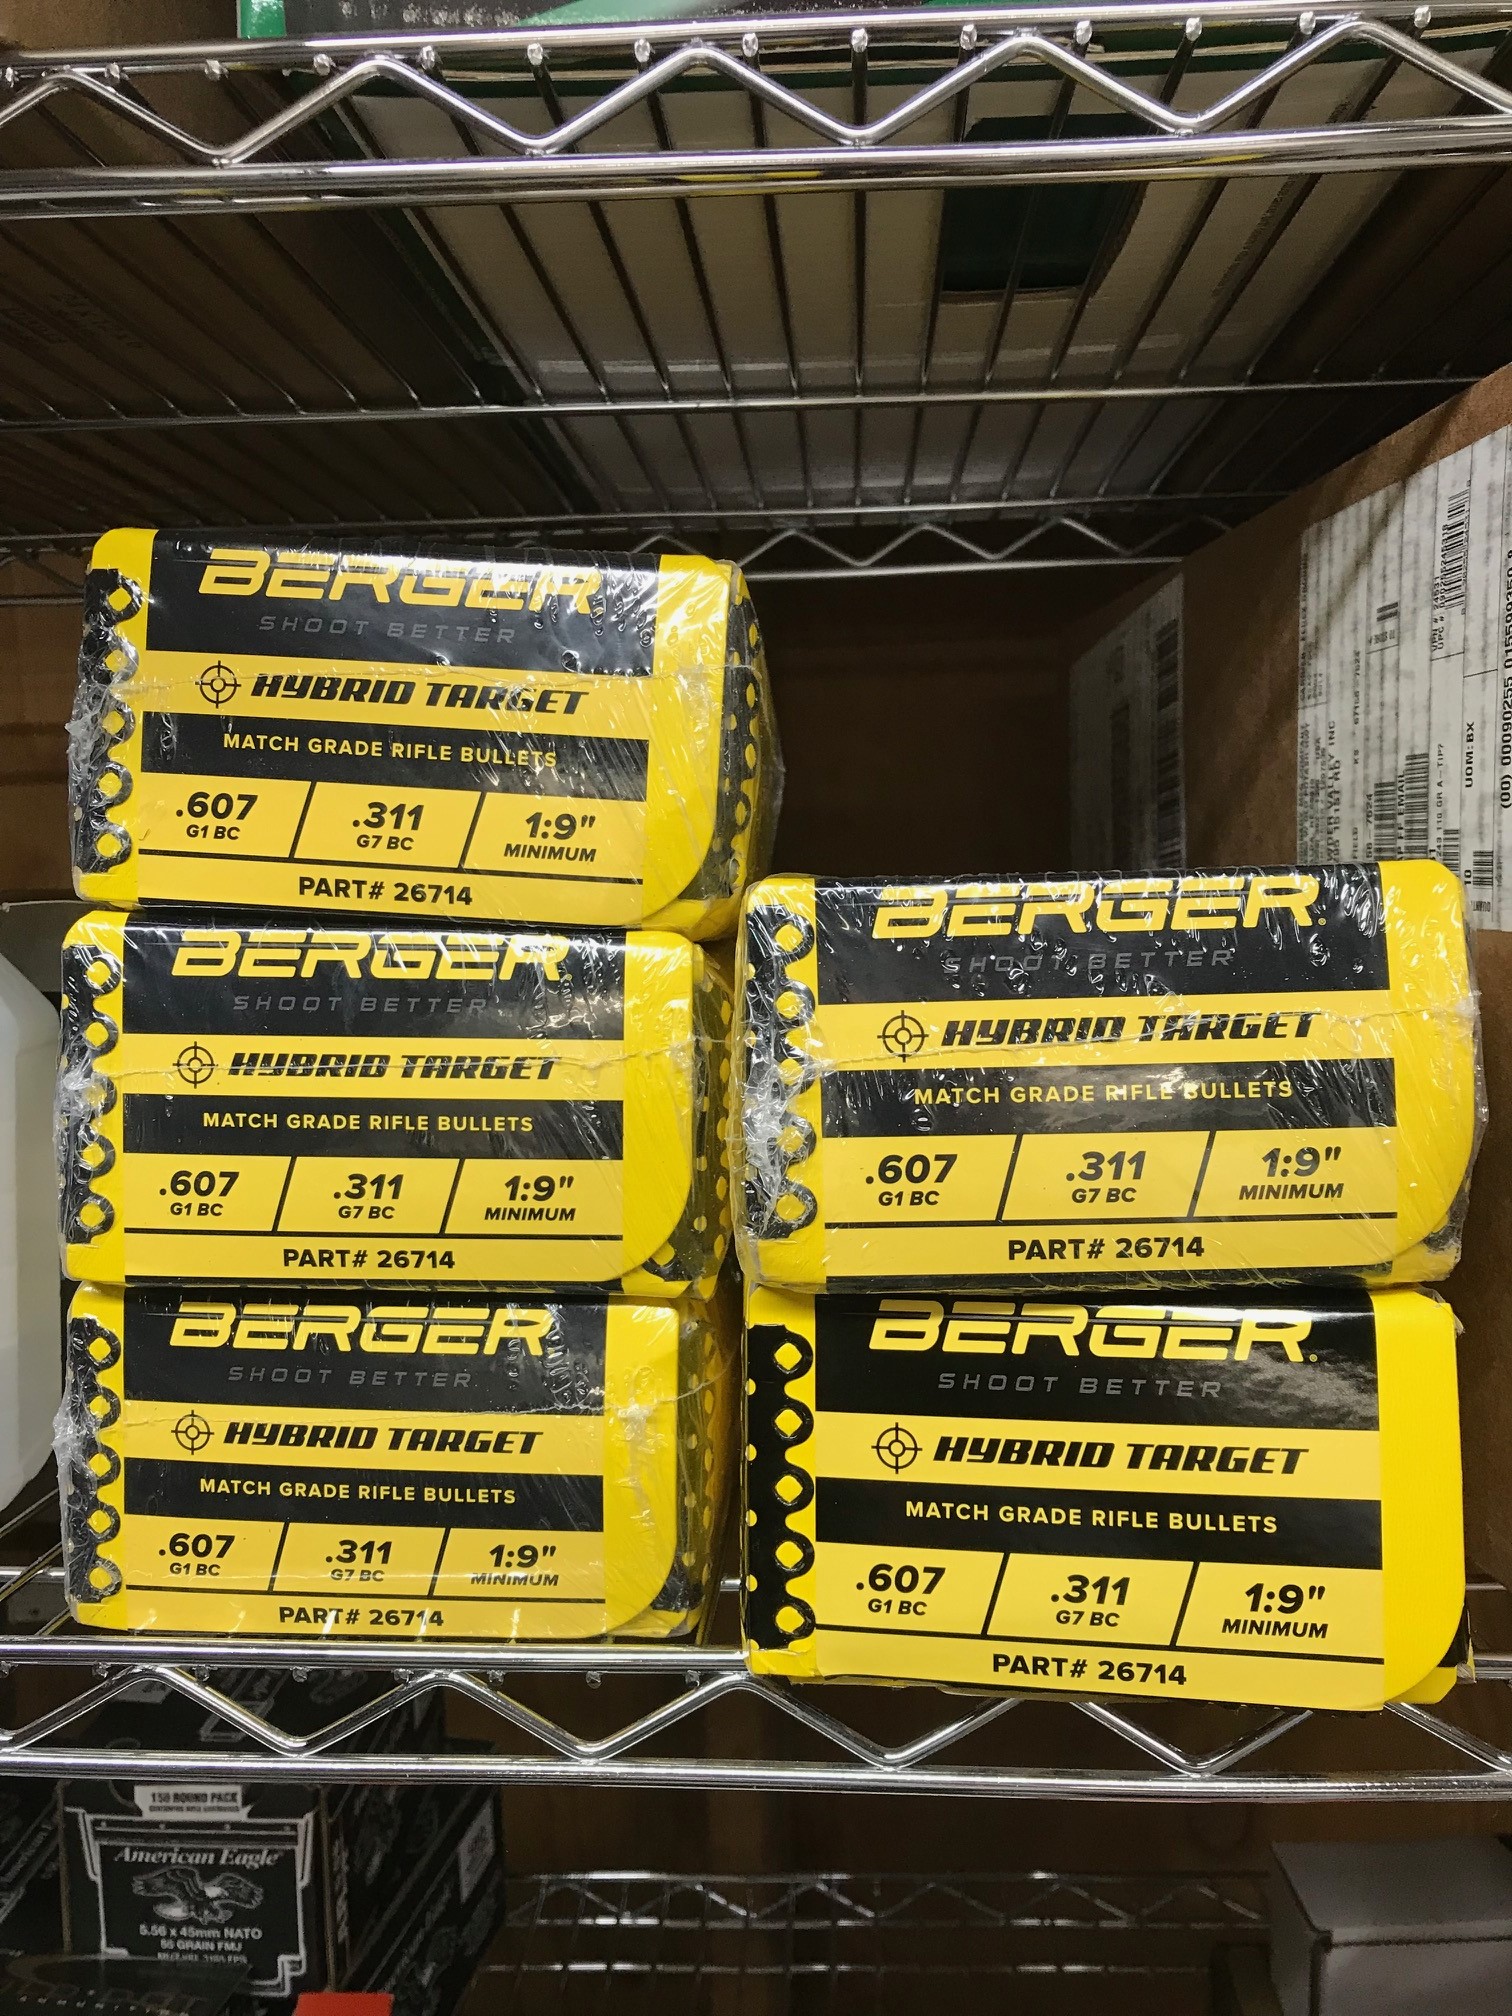 BERGER
SHOOT BETTER
HYBRID TARGET
MATCH GRADE RIFLE BULLETS
.607 .311 1:9"
G1 BC G7 BC MINIMUM
PART# 26714
BERGER
SHOOT BETTER
HYBRID TARGET
MATCH GRADE RIFLE BULLETS
.607 .311 1:9"
G1 BC G7 BC MINIMUM
PART# 26714
BERGER
SHOOT BETTER
HYBRID TARGET
MATCH GRADE RIFLE BULLETS
.607 .311 1:9"
G1 BC G7 BC MINIMUM
PART# 26714
BERGER.
SHOOT BETTER
HYBRID TARGET
MATCH GRADE RIFLE BULLETS
.607 .311 1:9"
G1 BC G7 BC MINIMUM
PART# 26714
BERGER
SHOOT BETTER
HYBRID TARGET
MATCH GRADE RIFLE BULLETS
.607 .311 1:9"
G1 BC G7 BC MINIMUM
PART# 26714
UOM: BX
150 ROUND PACK
American Eagle
5.56 x 45mm NATO
55 GRAIN FMJ